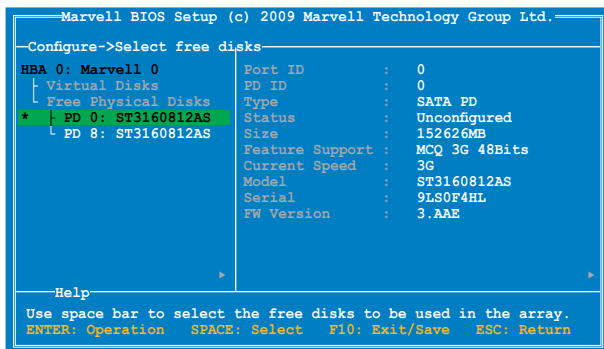 Marvell BIOS Setup (c) 2009 Marvell Technology Group Ltd.
Configure->Select free disks
HBA 0: Marvell 0
Virtual Disks
Free Physical Disks
* PD 0: ST3160812AS
PD 8: ST3160812AS
Port ID : 0
PD ID : 0
Type : SATA PD
Status : Unconfigured
Size : 152626MB
Feature Support : MCQ 3G 48Bits
Current Speed : 3G
Model : ST3160812AS
Serial : 9LS0F4HL
FW Version : 3.AAE
Help
Use space bar to select the free disks to be used in the array.
ENTER: Operation SPACE: Select F10: Exit/Save ESC: Return